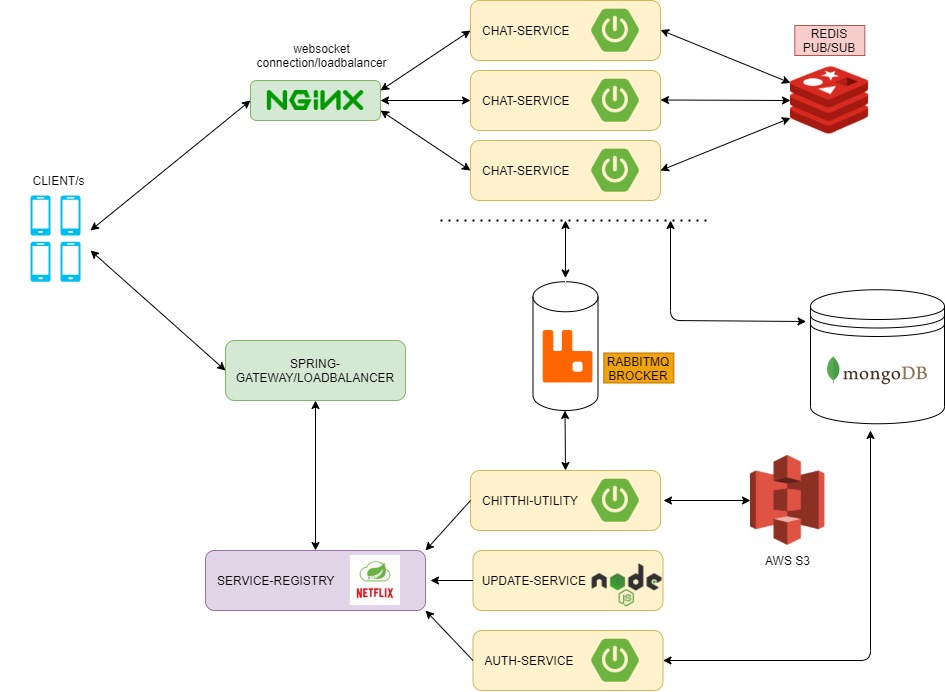 CHAT-SERVICE
REDIS
PUB/SUB
websocket
connection/loadbalancer
NGINX
CHAT-SERVICE
CHAT-SERVICE
CLIENT/s
SPRING-
GATEWAY/LOADBALANCER
RABBITMQ
BROCKER
mongoDB
CHITTHI-UTILITY
AWS S3
SERVICE-REGISTRY
NETFLIX
UPDATE-SERVICE
node
JS
AUTH-SERVICE